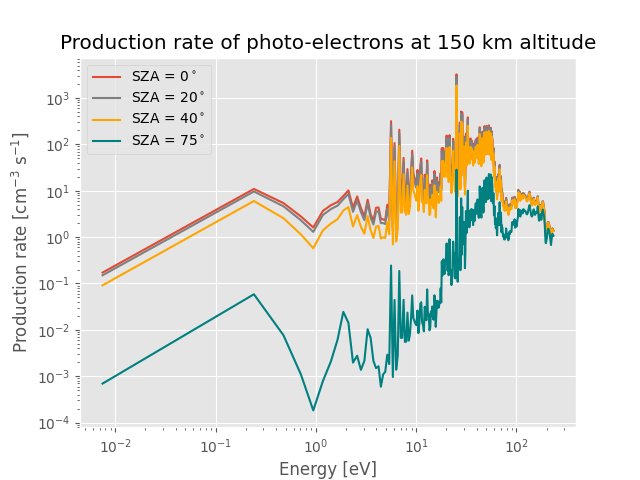 Production rate of photo-electrons at 150 km altitude
SZA = 0°
SZA = 20°
SZA = 40°
SZA = 75°
Production rate [cm⁻³ s⁻¹]
10³
10²
10¹
10⁰
10⁻¹
10⁻²
10⁻³
10⁻⁴
10⁻² 10⁻¹ 10⁰ 10¹ 10²
Energy [eV]